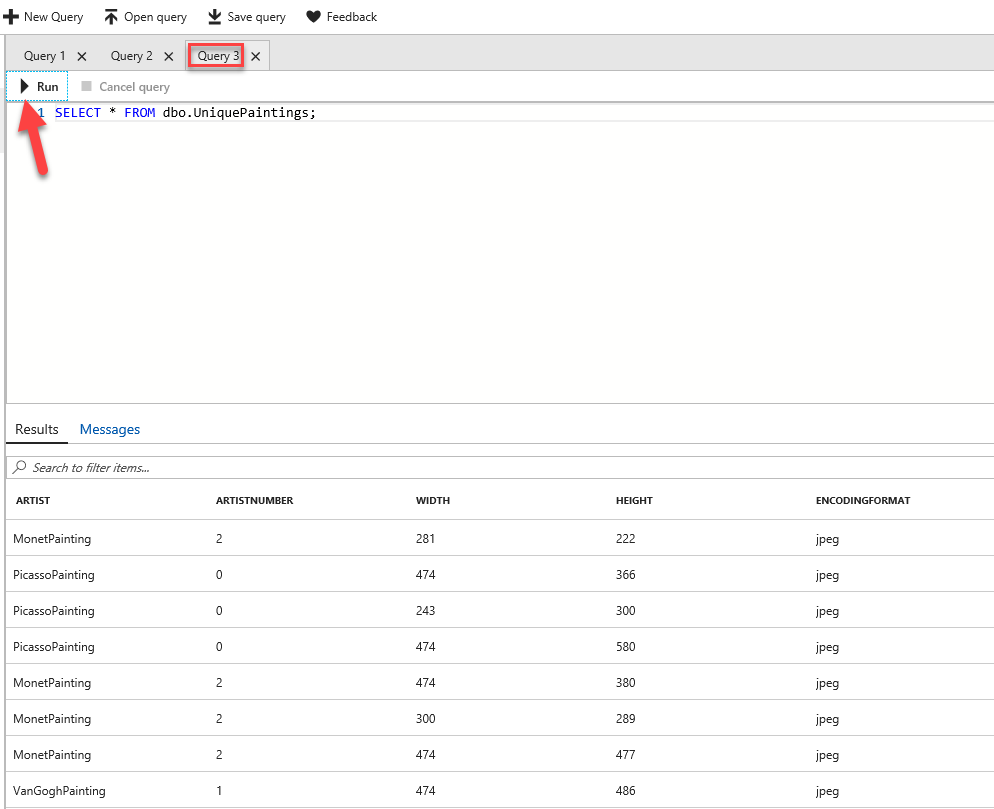 New Query Open query Save query Feedback
Query 1 Query 2 Query 3
Run Cancel query
1 SELECT * FROM dbo.UniquePaintings;
Results Messages
Search to filter items...
ARTIST ARTISTNUMBER WIDTH HEIGHT ENCODINGFORMAT
MonetPainting 2 281 222 jpeg
PicassoPainting 0 474 366 jpeg
PicassoPainting 0 243 300 jpeg
PicassoPainting 0 474 580 jpeg
MonetPainting 2 474 380 jpeg
MonetPainting 2 300 289 jpeg
MonetPainting 2 474 477 jpeg
VanGoghPainting 1 474 486 jpeg